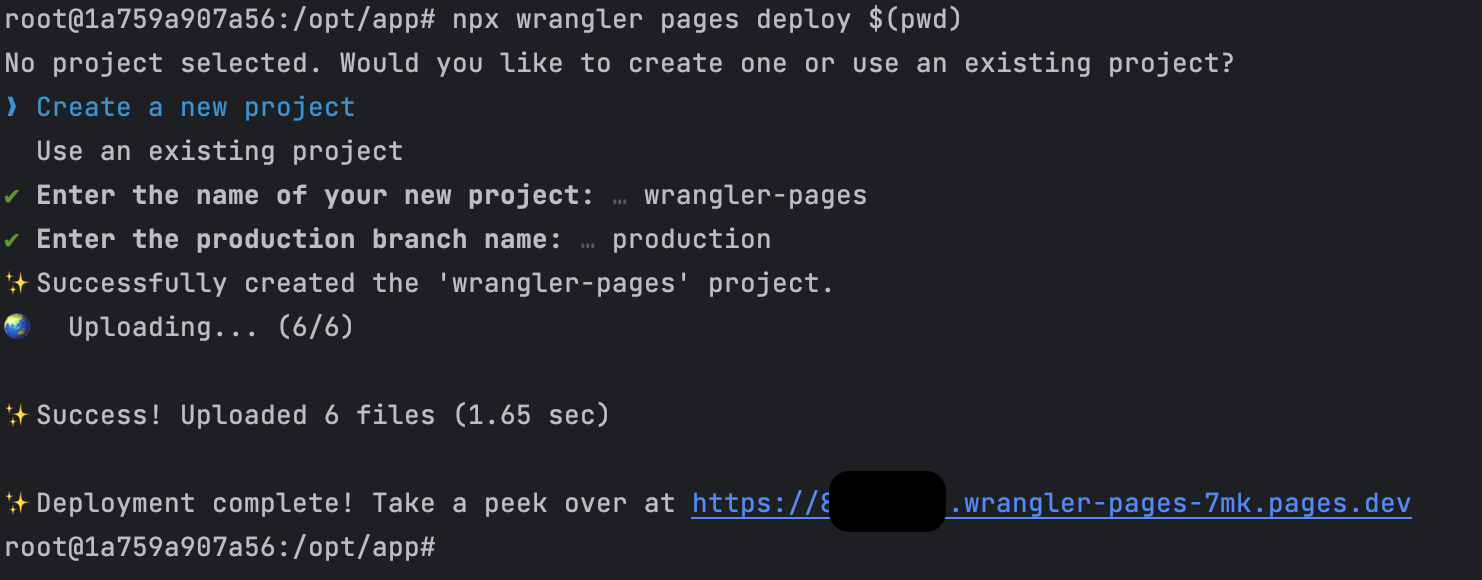 root@1a759a907a56:/opt/app# npx wrangler pages deploy $(pwd)
No project selected. Would you like to create one or use an existing project?
❯ Create a new project
Use an existing project
✔ Enter the name of your new project: … wrangler-pages
✔ Enter the production branch name: … production
✨ Successfully created the 'wrangler-pages' project.
🌏 Uploading... (6/6)
✨ Success! Uploaded 6 files (1.65 sec)
✨ Deployment complete! Take a peek over at https://8 .wrangler-pages-7mk.pages.dev
root@1a759a907a56:/opt/app#